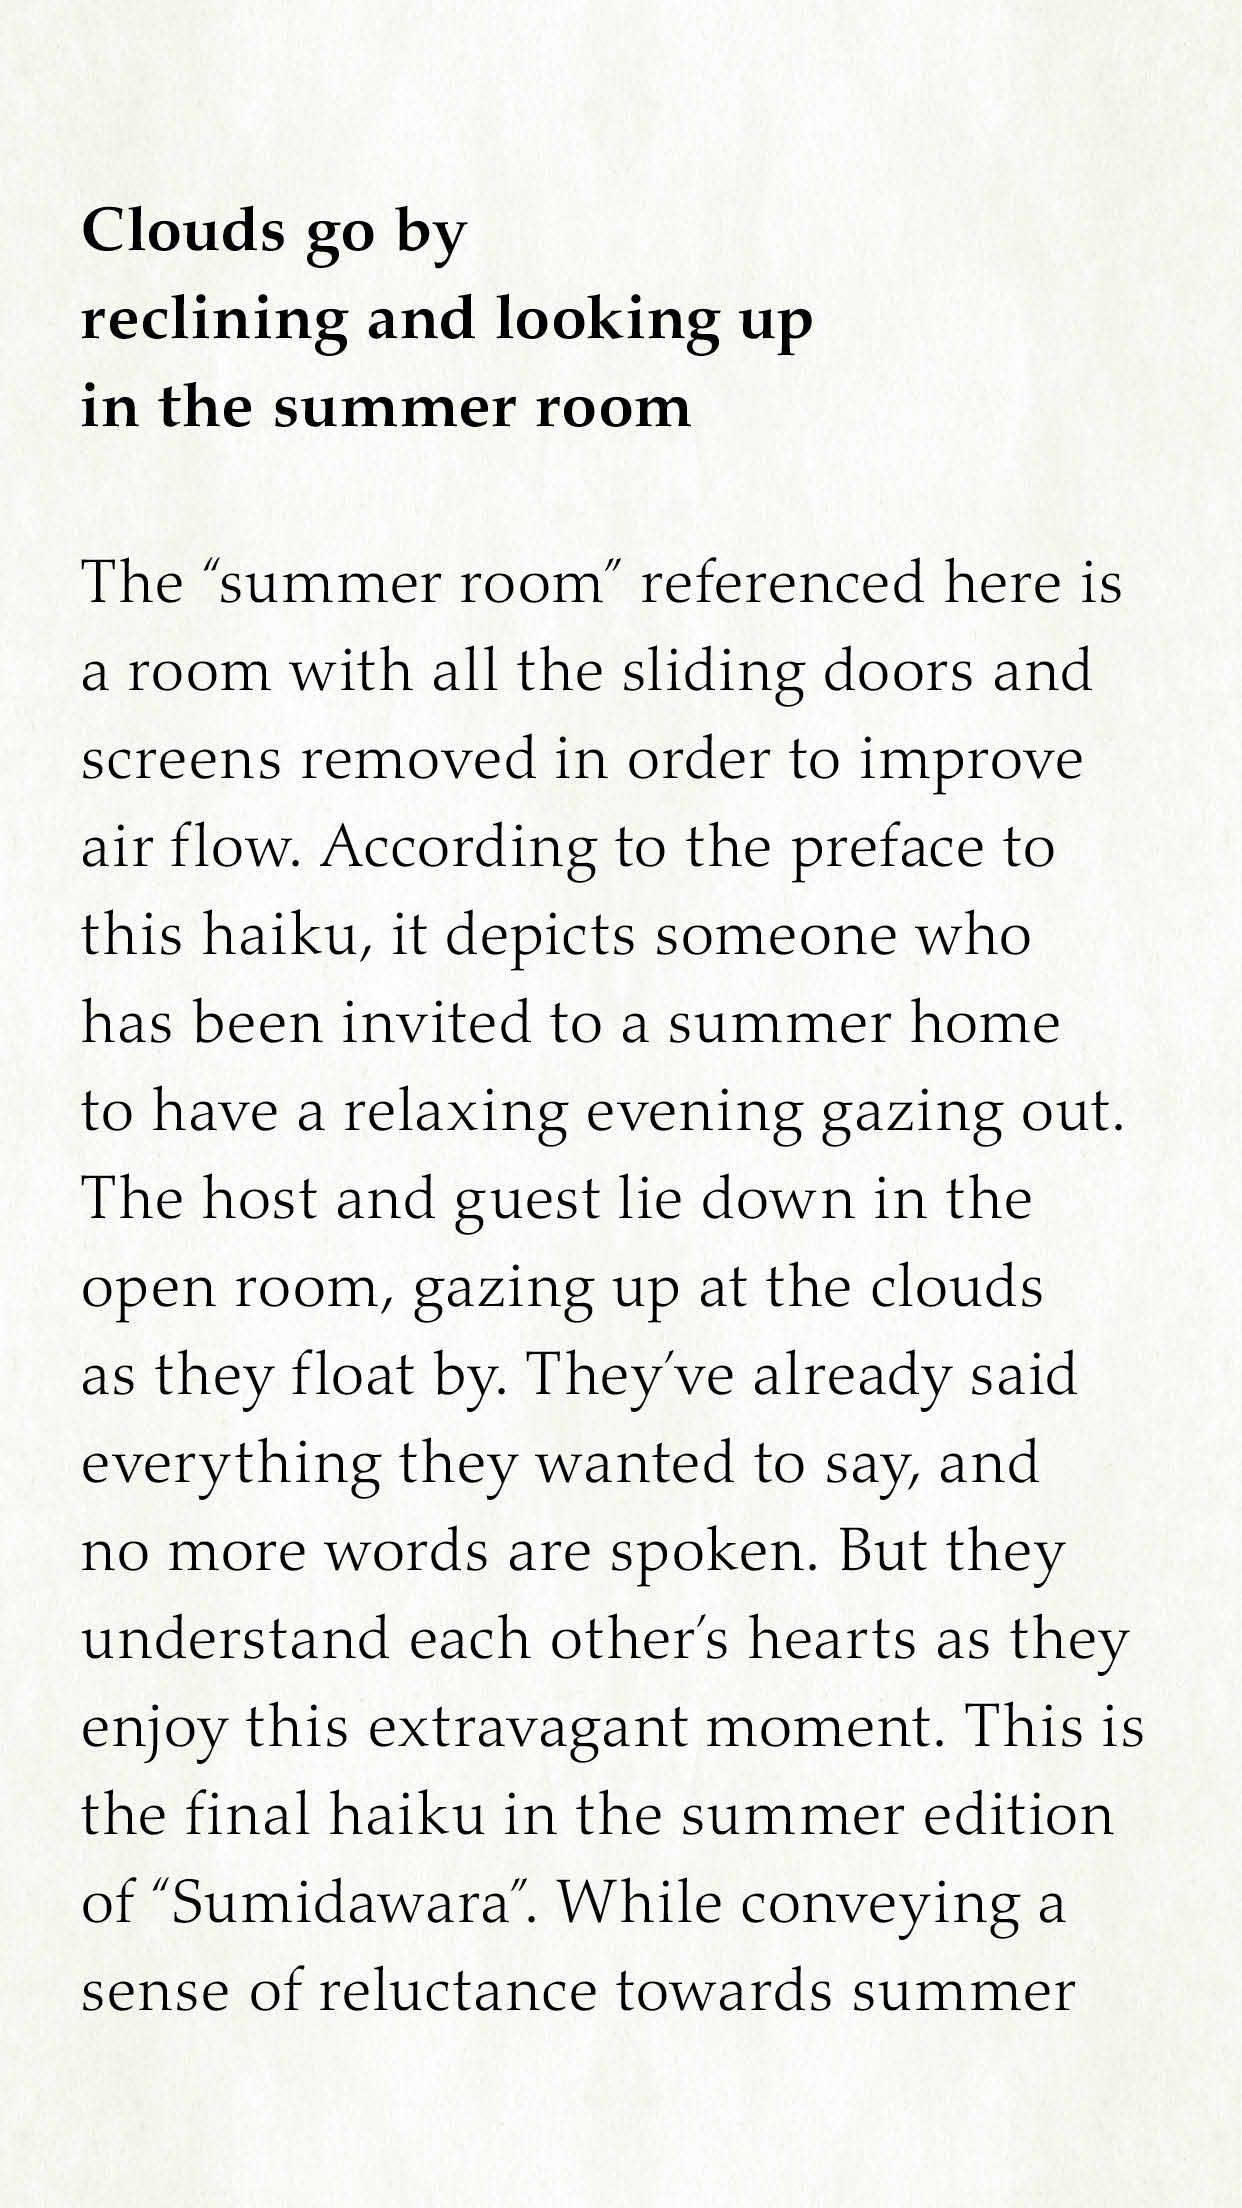 Clouds go by
reclining and looking up
in the summer room
The “summer room” referenced here is
a room with all the sliding doors and
screens removed in order to improve
air flow. According to the preface to
this haiku, it depicts someone who
has been invited to a summer home
to have a relaxing evening gazing out.
The host and guest lie down in the
open room, gazing up at the clouds
as they float by. They’ve already said
everything they wanted to say, and
no more words are spoken. But they
understand each other’s hearts as they
enjoy this extravagant moment. This is
the final haiku in the summer edition
of “Sumidawara”. While conveying a
sense of reluctance towards summer